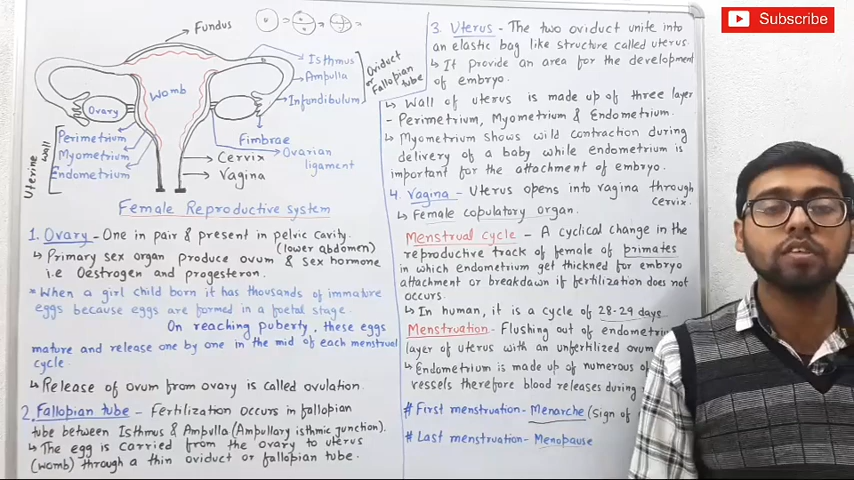 Subscribe
Fundus
Isthmus
Ampulla
Infundibulum
Oviduct
or
Fallopian
tube
Womb
Ovary
Fimbrae
Ovarian
ligament
Perimetrium
Myometrium
Endometrium
Uterine wall
Cervix
Vagina
Female Reproductive system
1. Ovary - One in pair & present in pelvic cavity.
(lower abdomen)
↳ Primary sex organ produce ovum & sex hormone
i.e Oestrogen and progesteron.
* When a girl child born it has thousands of immature
eggs because eggs are formed in a foetal stage.
On reaching puberty, these eggs
mature and release one by one in the mid of each menstrual
cycle.
↳ Release of ovum from ovary is called ovulation.
2. Fallopian tube - Fertilization occurs in fallopian
tube between Isthmus & Ampulla (Ampullary isthmic junction).
↳ The egg is carried from the ovary to uterus
(womb) through a thin oviduct or fallopian tube.
3. Uterus - The two oviduct unite into
an elastic bag like structure called uterus.
↳ It provide an area for the development
of embryo.
↳ Wall of uterus is made up of three layer
- Perimetrium, Myometrium & Endometrium.
↳ Myometrium shows wild contraction during
delivery of a baby while endometrium is
important for the attachment of embryo.
4. Vagina - Uterus opens into vagina through
cervix.
↳ Female copulatory organ.
Menstrual cycle - A cyclical change in the
reproductive track of female of primates
in which endometrium get thickned for embryo
attachment or breakdawn if fertilization does not
occurs.
↳ In human, it is a cycle of 28-29 days.
Menstruation - Flushing out of
layer of uterus with an unfertilized ovum
↳ Endometrium is made up of numerous
vessels therefore blood releases during
# First menstruation - Menarche (Sign of
# Last menstruation - Menopause